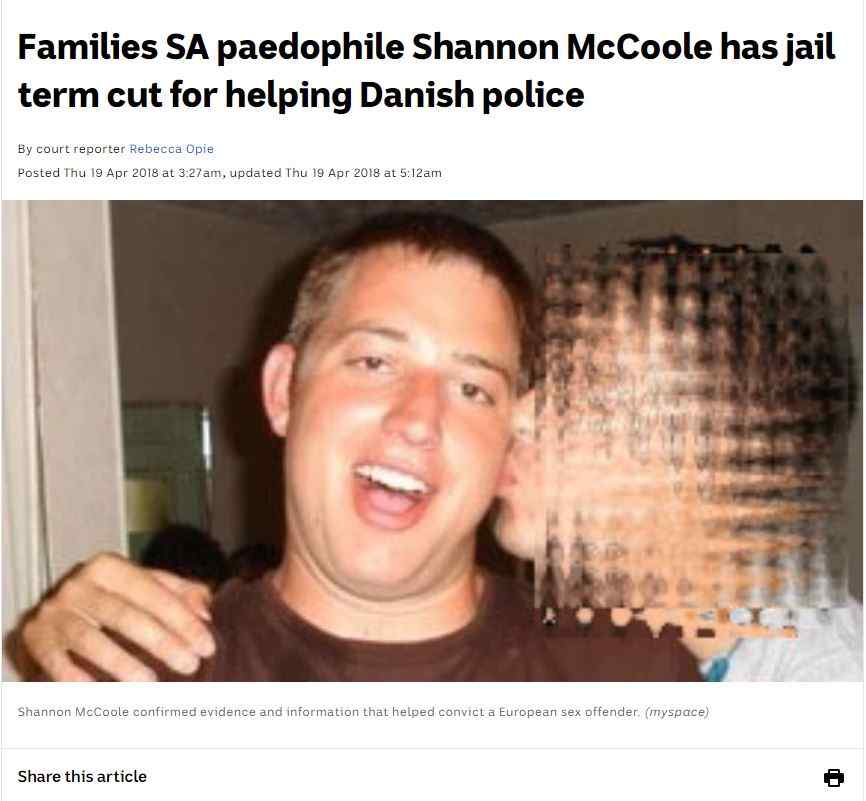 Families SA paedophile Shannon McCoole has jail
term cut for helping Danish police
By court reporter Rebecca Opie
Posted Thu 19 Apr 2018 at 3:27am, updated Thu 19 Apr 2018 at 5:12am
Shannon McCoole confirmed evidence and information that helped convict a European sex offender. (myspace)
Share this article